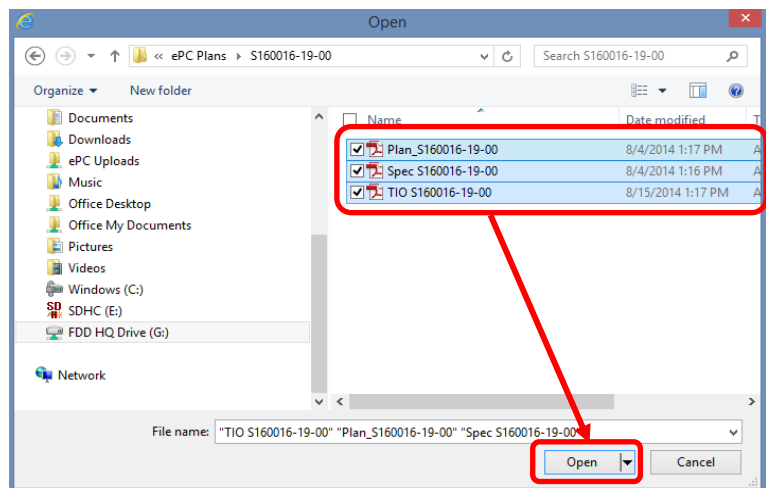 Open
« ePC Plans S160016-19-00
Search S160016-19-00
Organize New folder
Name Date modified T
Documents
Downloads
ePC Uploads
Music
Office Desktop
Office My Documents
Pictures
Videos
Windows (C:)
SDHC (E:)
FDD HQ Drive (G:)
Network
Plan_S160016-19-00 8/4/2014 1:17 PM A
Spec S160016-19-00 8/4/2014 1:16 PM A
TIO S160016-19-00 8/15/2014 1:17 PM A
File name: "TIO S160016-19-00" "Plan_S160016-19-00" "Spec S160016-19-00
Open Cancel